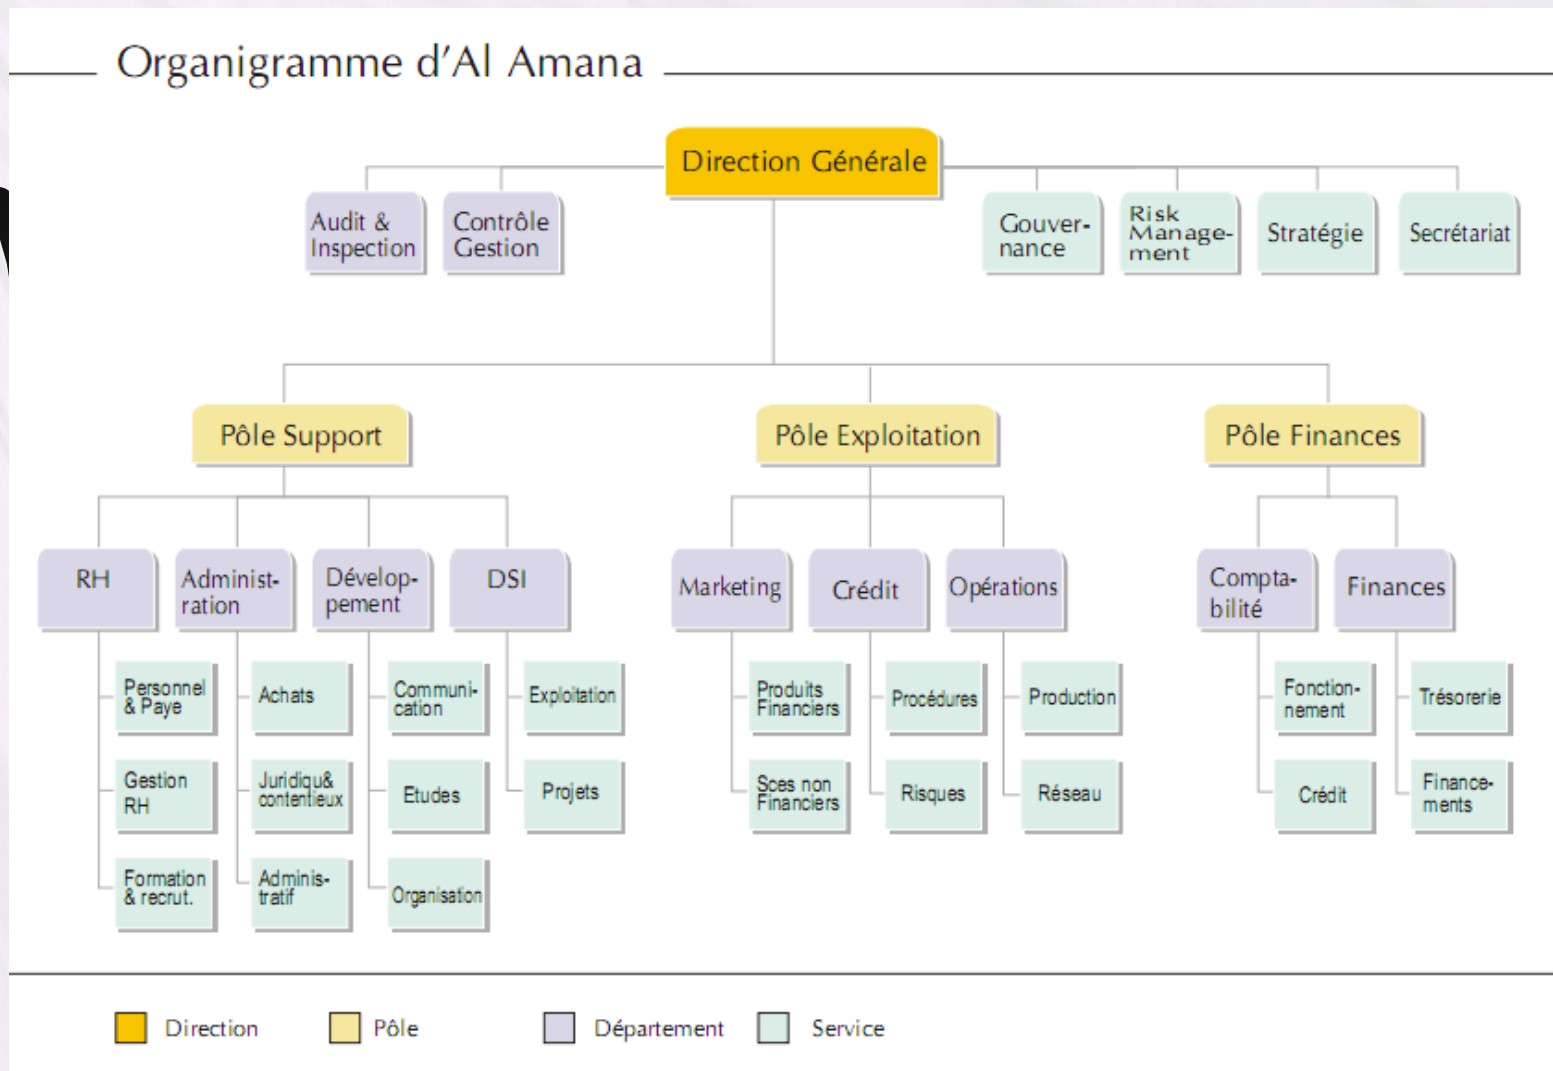 Organigramme d'Al Amana
Direction Générale
Audit &
Inspection
Contrôle
Gestion
Gouver-
nance
Risk
Manage-
ment
Stratégie
Secrétariat
Pôle Support
Pôle Exploitation
Pôle Finances
RH
Administ-
ration
Dévelop-
pement
DSI
Marketing
Crédit
Opérations
Compta-
bilité
Finances
Personnel
& Paye
Achats
Communi-
cation
Exploitation
Produits
Financiers
Procédures
Production
Fonction-
nement
Trésorerie
Gestion
RH
Juridiqu&
contentieux
Etudes
Projets
Sces non
Financiers
Risques
Réseau
Crédit
Finance-
ments
Formation
& recrut.
Adminis-
tratif
Organisation
Direction
Pôle
Département
Service